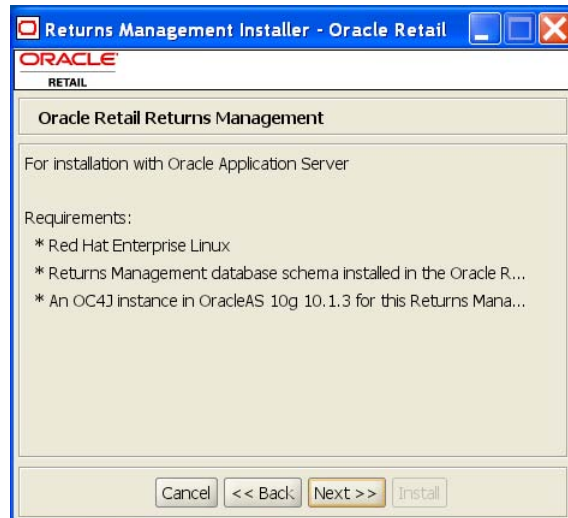 Returns Management Installer - Oracle Retail
ORACLE
RETAIL
Oracle Retail Returns Management
For installation with Oracle Application Server
Requirements:
* Red Hat Enterprise Linux
* Returns Management database schema installed in the Oracle R...
* An OC4J instance in OracleAS 10g 10.1.3 for this Returns Mana...
Cancel << Back Next >> Install